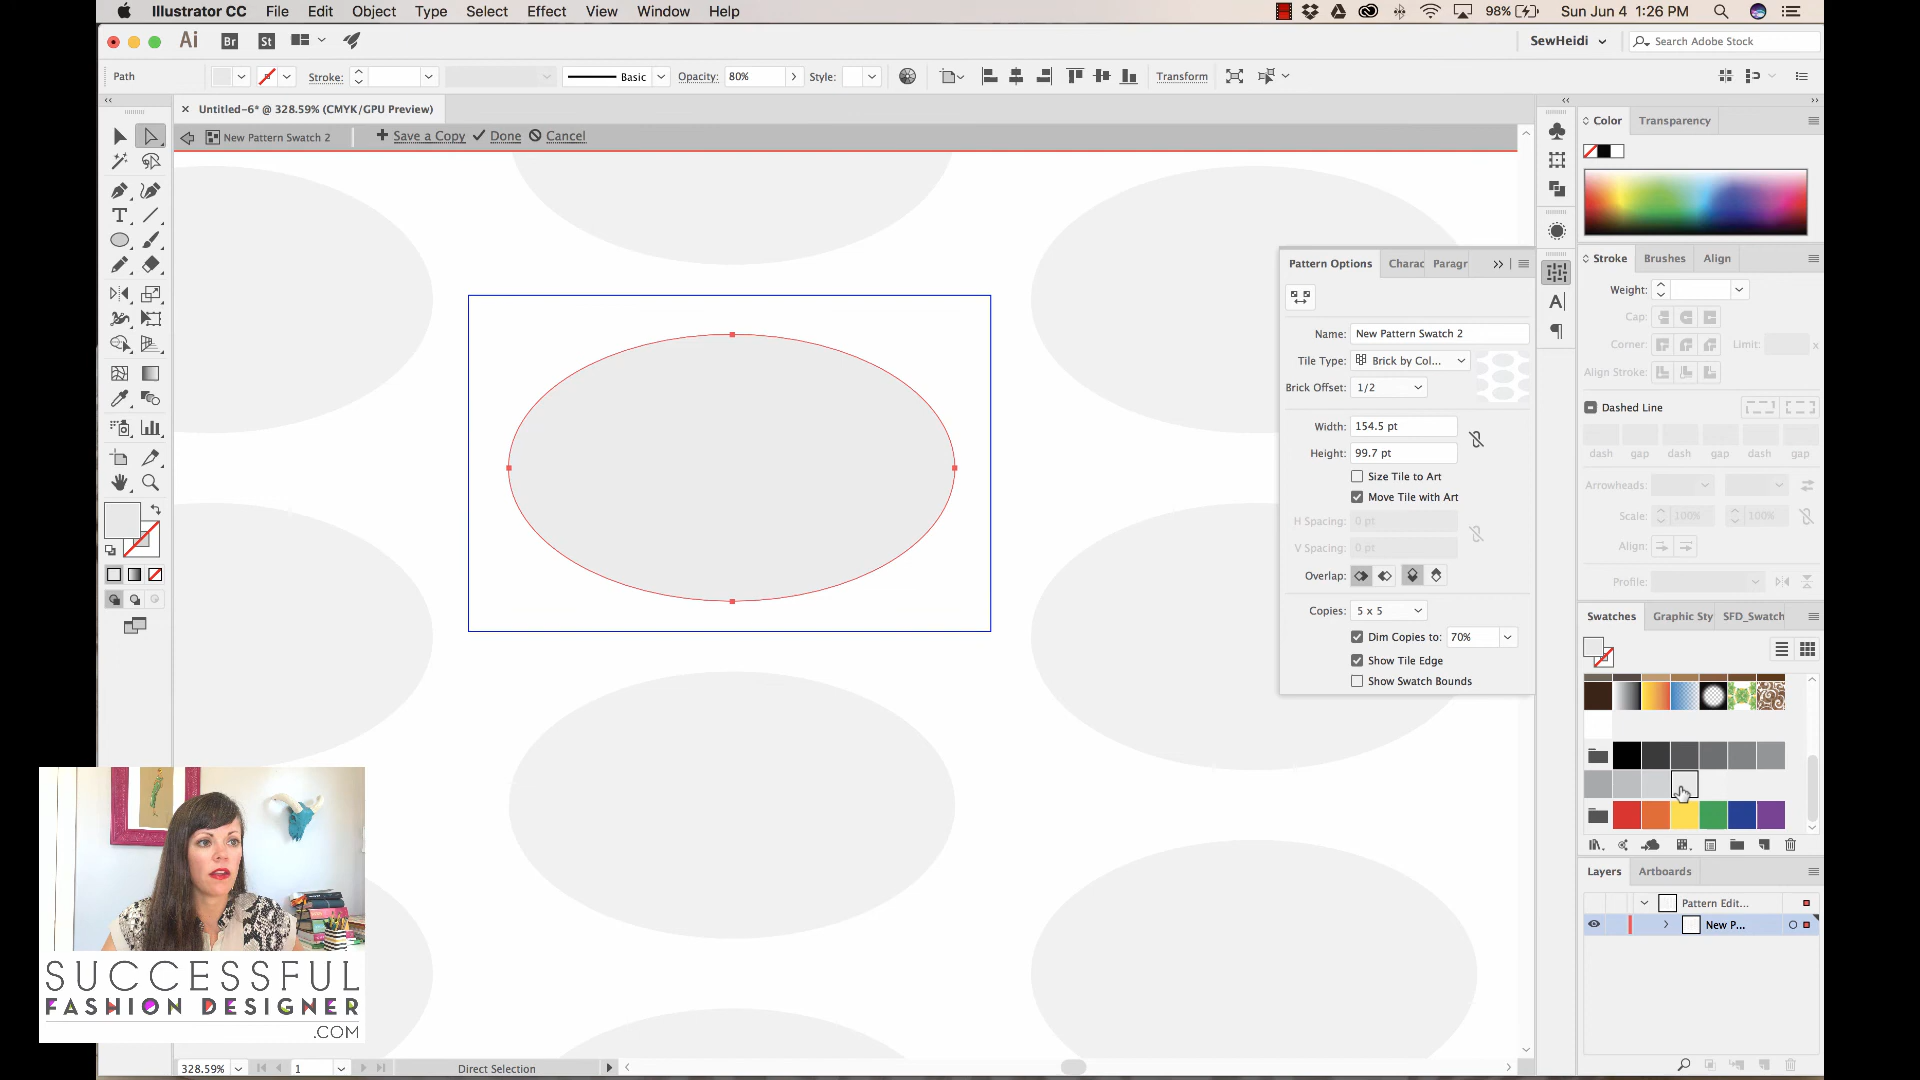 Illustrator CC File Edit Object Type Select Effect View Window Help 98% Sun Jun 4 1:26 PM
Ai Br St SewHeidi Search Adobe Stock
Path Stroke: Basic Opacity: 80% Style: Transform
Untitled-6* @ 328.59% (CMYK/GPU Preview)
New Pattern Swatch 2 Save a Copy Done Cancel
Color Transparency
Stroke Brushes Align
Weight:
Cap:
Corner: Limit: x
Align Stroke:
Dashed Line
dash gap dash gap dash gap
Arrowheads:
Scale: 100% 100%
Align:
Profile:
Pattern Options Charac Paragr
Name: New Pattern Swatch 2
Tile Type: Brick by Col...
Brick Offset: 1/2
Width: 154.5 pt
Height: 99.7 pt
Size Tile to Art
Move Tile with Art
H Spacing: 0 pt
V Spacing: 0 pt
Overlap:
Copies: 5 x 5
Dim Copies to: 70%
Show Tile Edge
Show Swatch Bounds
Swatches Graphic Sty SFD_Swatch
Layers Artboards
Pattern Edit...
New P...
SUCCESSFUL
FASHION DESIGNER
.COM
328.59% 1 Direct Selection